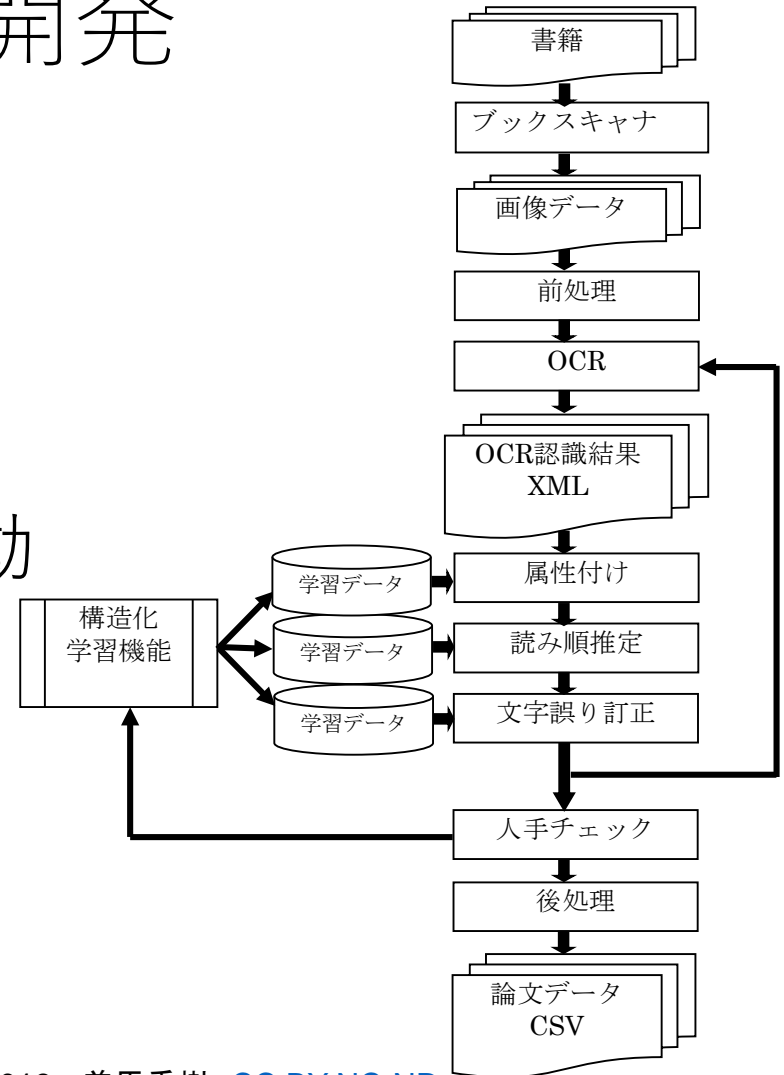 開発
書籍
ブックスキャナ
画像データ
前処理
OCR
OCR認識結果
XML
学習データ
属性付け
構造化
学習機能
学習データ
読み順推定
学習データ
文字誤り訂正
人手チェック
後処理
論文データ
CSV